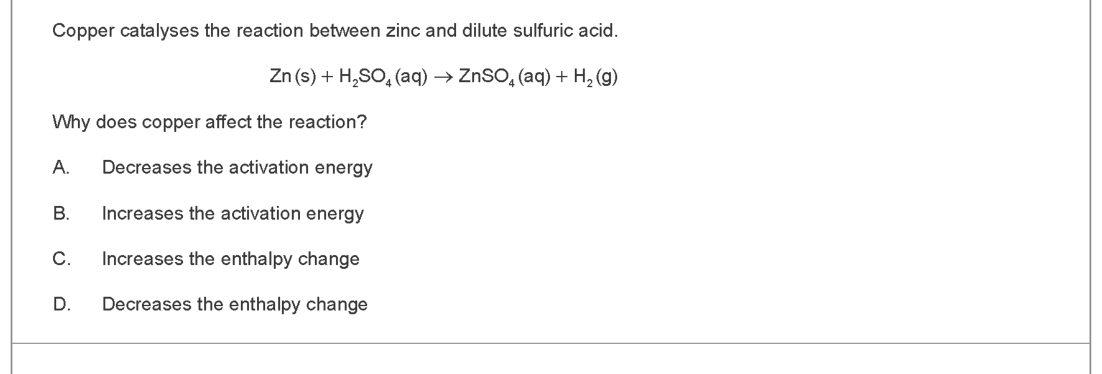 Copper catalyses the reaction between zinc and dilute sulfuric acid.
Zn (s) + H₂SO₄ (aq) → ZnSO₄ (aq) + H₂ (g)
Why does copper affect the reaction?
A. Decreases the activation energy
B. Increases the activation energy
C. Increases the enthalpy change
D. Decreases the enthalpy change